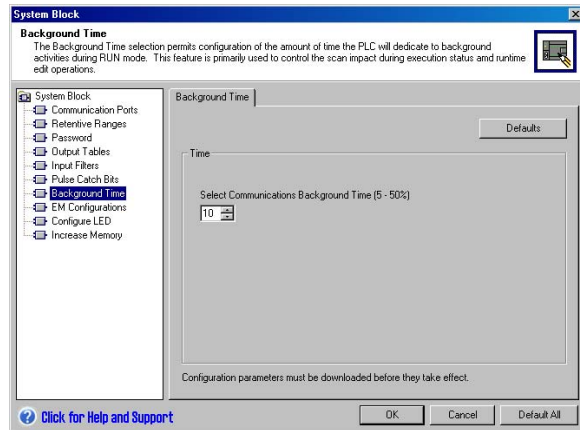 System Block
Background Time
The Background Time selection permits configuration of the amount of time the PLC will dedicate to background
activities during RUN mode. This feature is primarily used to control the scan impact during execution status amd runtime
edit operations.
System Block
Communication Ports
Retentive Ranges
Password
Output Tables
Input Filters
Pulse Catch Bits
Background Time
EM Configurations
Configure LED
Increase Memory
Background Time
Defaults
Time
Select Communications Background Time (5 - 50%)
10
Configuration parameters must be downloaded before they take effect.
Click for Help and Support
OK
Cancel
Default All